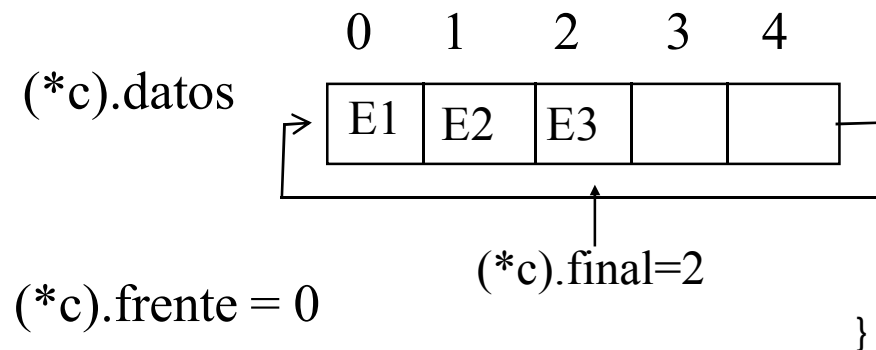 0 1 2 3 4
(*c).datos
E1 E2 E3
(*c).final=2
(*c).frente = 0
}